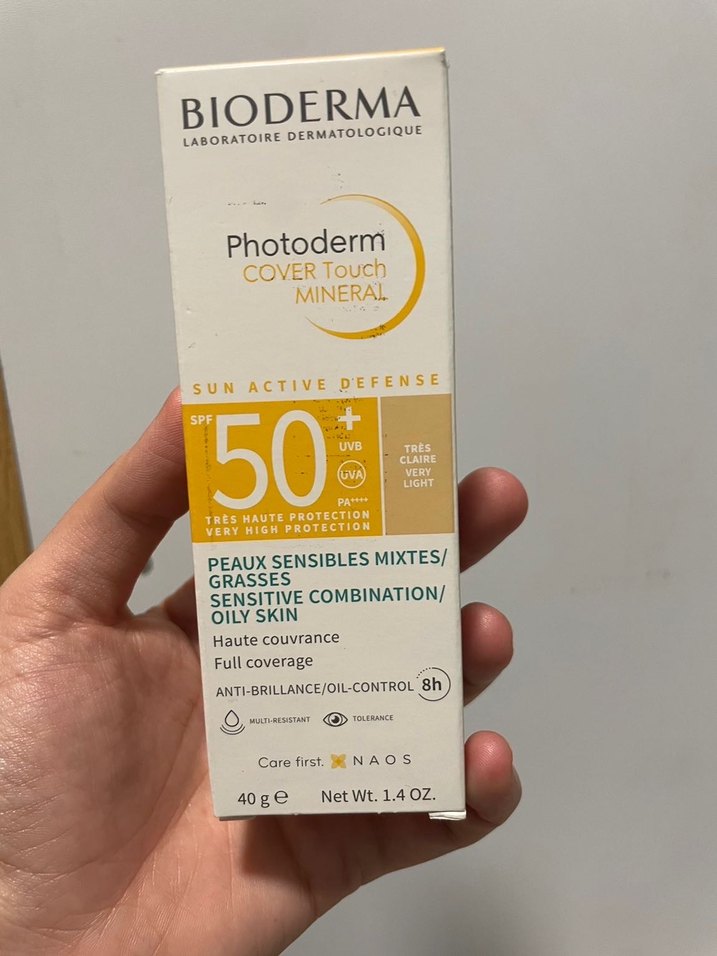 BIODERMA
LABORATOIRE DERMATOLOGIQUE
Photoderm
COVER Touch
MINERAL
SUN ACTIVE DEFENSE
SPF 50+
UVB
UVA
PA++++
TRÈS HAUTE PROTECTION
VERY HIGH PROTECTION
TRÈS
CLAIRE
VERY
LIGHT
PEAUX SENSIBLES MIXTES/
GRASSES
SENSITIVE COMBINATION/
OILY SKIN
Haute couvrance
Full coverage
ANTI-BRILLANCE/OIL-CONTROL 8h
MULTI-RESISTANT TOLERANCE
Care first. NAOS
40 g ℮ Net Wt. 1.4 OZ.